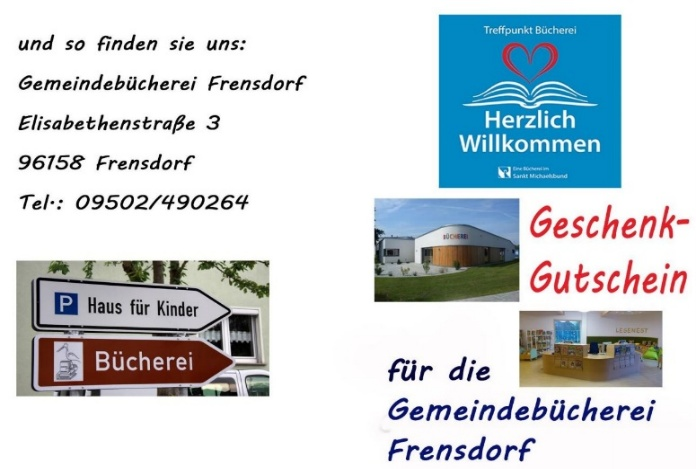 und so finden sie uns:
Gemeindebücherei Frensdorf
Elisabethenstraße 3
96158 Frensdorf
Tel.: 09502/490264
P Haus für Kinder
Bücherei
Treffpunkt Bücherei
Herzlich
Willkommen
Eine Bücherei im
Sankt Michaelsbund
BÜCHEREI
Geschenk-
Gutschein
LESENEST
für die
Gemeindebücherei
Frensdorf